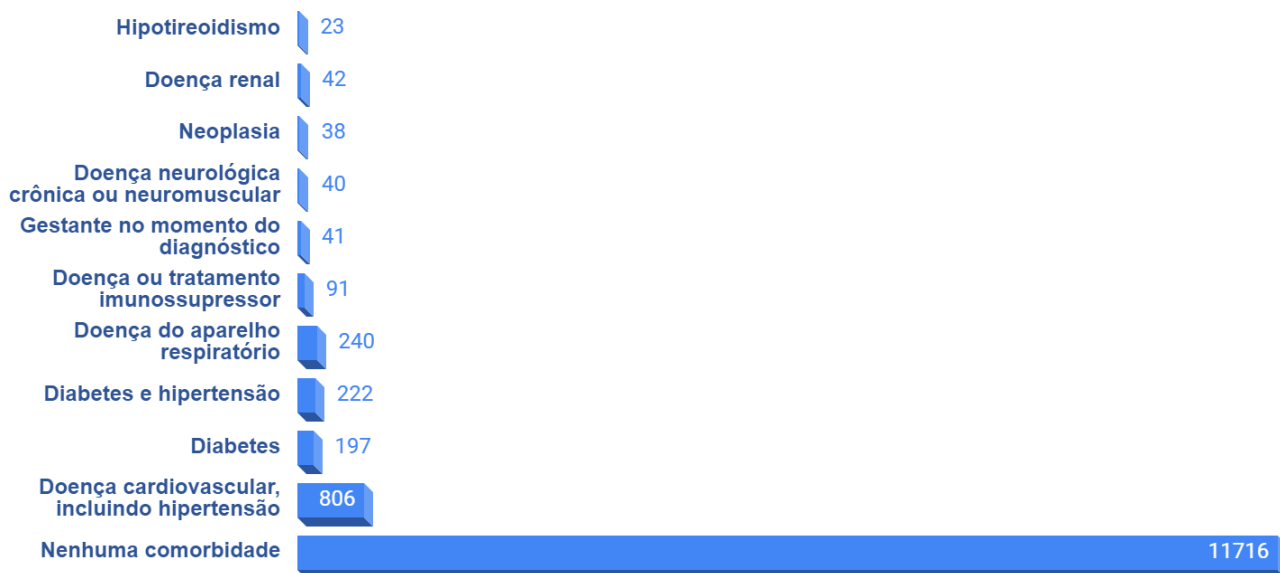 Hipotireoidismo 23
Doença renal 42
Neoplasia 38
Doença neurológica
crônica ou neuromuscular 40
Gestante no momento do
diagnóstico 41
Doença ou tratamento
imunossupressor 91
Doença do aparelho
respiratório 240
Diabetes e hipertensão 222
Diabetes 197
Doença cardiovascular,
incluindo hipertensão 806
Nenhuma comorbidade 11716